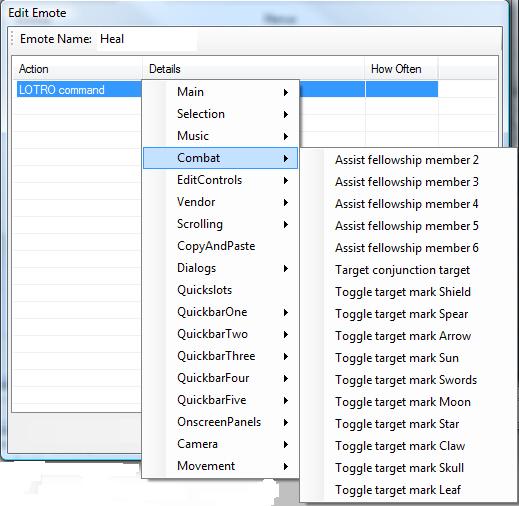 Edit Emote
Emote Name: Heal
Action Details How Often
LOTRO command
Main
Selection
Music
Combat
EditControls
Vendor
Scrolling
CopyAndPaste
Dialogs
Quickslots
QuickbarOne
QuickbarTwo
QuickbarThree
QuickbarFour
QuickbarFive
OnscreenPanels
Camera
Movement
Assist fellowship member 2
Assist fellowship member 3
Assist fellowship member 4
Assist fellowship member 5
Assist fellowship member 6
Target conjunction target
Toggle target mark Shield
Toggle target mark Spear
Toggle target mark Arrow
Toggle target mark Sun
Toggle target mark Swords
Toggle target mark Moon
Toggle target mark Star
Toggle target mark Claw
Toggle target mark Skull
Toggle target mark Leaf